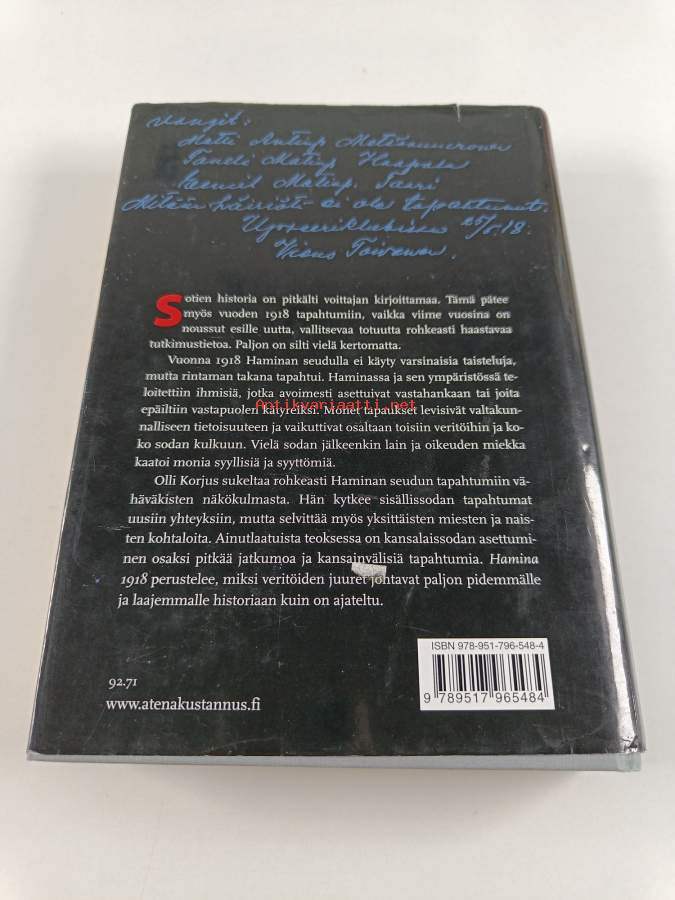 vangit:
Matti Antinp
Taneli Matinp Haapala
Matinp.
Mitään häiriöt ei ole tapahtunut.
25/5.18.
Toivonen.
Sotien historia on pitkälti voittajan kirjoittamaa. Tämä pätee
myös vuoden 1918 tapahtumiin, vaikka viime vuosina on
noussut esille uutta, vallitsevaa totuutta rohkeasti haastavaa
tutkimustietoa. Paljon on silti vielä kertomatta.
Vuonna 1918 Haminan seudulla ei käyty varsinaisia taisteluja,
mutta rintaman takana tapahtui. Haminassa ja sen ympäristössä te-
loitettiin ihmisiä, jotka avoimesti asettuivat vastahankaan tai joita
Antikvariaatti.net
epäiltiin vastapuolen kätyreiksi. Monet tapaukset levisivät valtakun-
nalliseen tietoisuuteen ja vaikuttivat osaltaan toisiin veritöihin ja ko-
ko sodan kulkuun. Vielä sodan jälkeenkin lain ja oikeuden miekka
kaatoi monia syyllisiä ja syyttömiä.
Olli Korjus sukeltaa rohkeasti Haminan seudun tapahtumiin vä-
häväkisten näkökulmasta. Hän kytkee sisällissodan tapahtumat
uusiin yhteyksiin, mutta selvittää myös yksittäisten miesten ja nais-
ten kohtaloita. Ainutlaatuista teoksessa on kansalaissodan asettumi-
nen osaksi pitkää jatkumoa ja kansainvälisiä tapahtumia. Hamina
1918 perustelee, miksi veritöiden juuret johtavat paljon pidemmälle
ja laajemmalle historiaan kuin on ajateltu.
ISBN 978-951-796-548-4
9 789517 965484
92.71
www.atenakustannus.fi